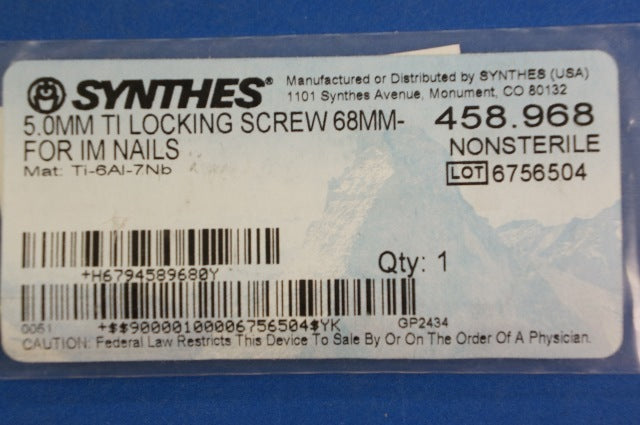 SYNTHES®
Manufactured or Distributed by SYNTHES (USA)
1101 Synthes Avenue, Monument, CO 80132
5.0MM TI LOCKING SCREW 68MM-
FOR IM NAILS
Mat: Ti-6Al-7Nb
458.968
NONSTERILE
LOT 6756504
+H6794589680Y
Qty: 1
+$$90000100006756504$YK
0051
GP2434
CAUTION: Federal Law Restricts This Device To Sale By Or On The Order Of A Physician.